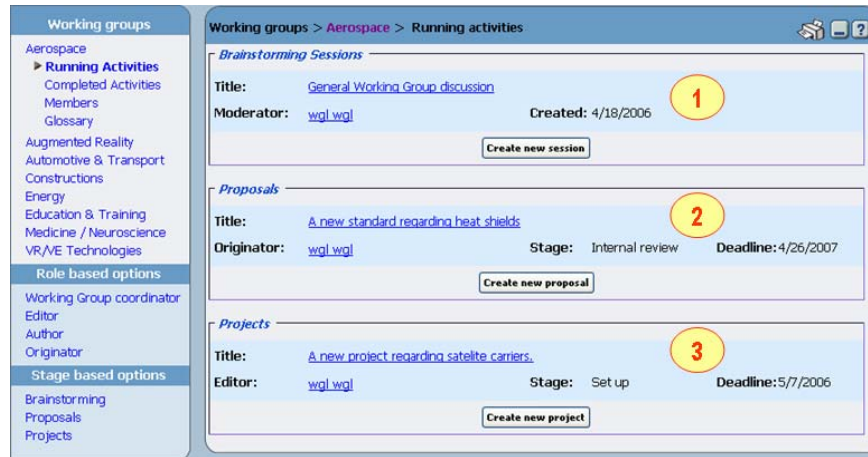 Working groups
Aerospace
Running Activities
Completed Activities
Members
Glossary
Augmented Reality
Automotive & Transport
Constructions
Energy
Education & Training
Medicine / Neuroscience
VR/VE Technologies
Role based options
Working Group coordinator
Editor
Author
Originator
Stage based options
Brainstorming
Proposals
Projects
Working groups > Aerospace > Running activities
?
Brainstorming Sessions
Title: General Working Group discussion
1
Moderator: wgl wgl Created: 4/18/2006
Create new session
Proposals
Title: A new standard regarding heat shields
2
Originator: wgl wgl Stage: Internal review Deadline: 4/26/2007
Create new proposal
Projects
Title: A new project regarding satelite carriers.
3
Editor: wgl wgl Stage: Set up Deadline: 5/7/2006
Create new project